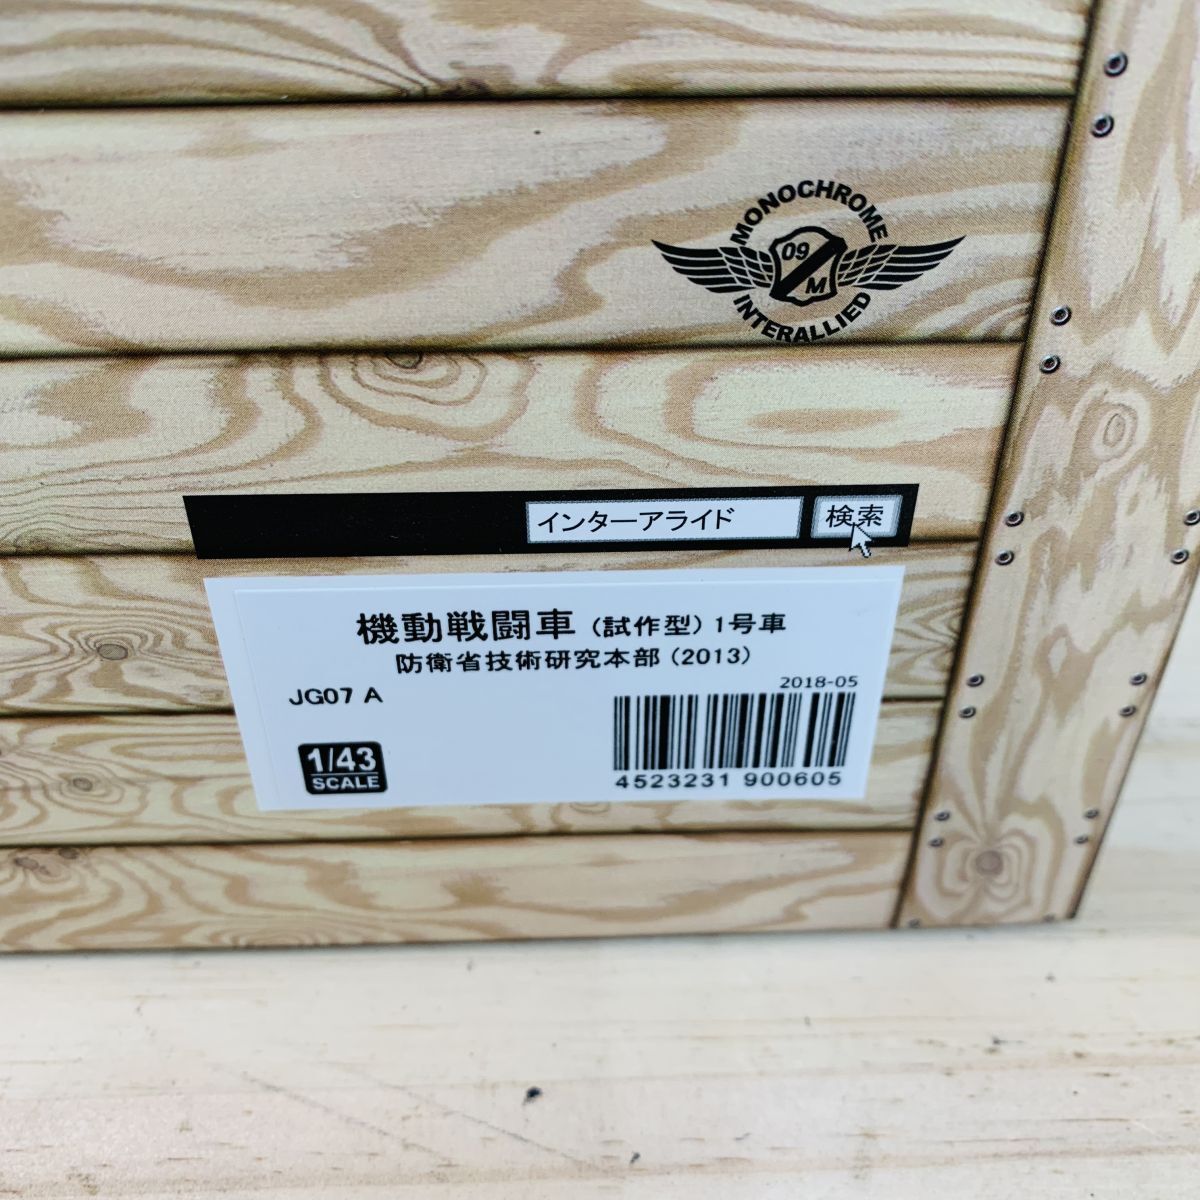 MONOCHROME
09
M
INTERALLIED
インターアライド 検索
機動戦闘車 (試作型) 1号車
防衛省技術研究本部 (2013)
JG07 A
2018-05
1/43
SCALE
4523231 900605